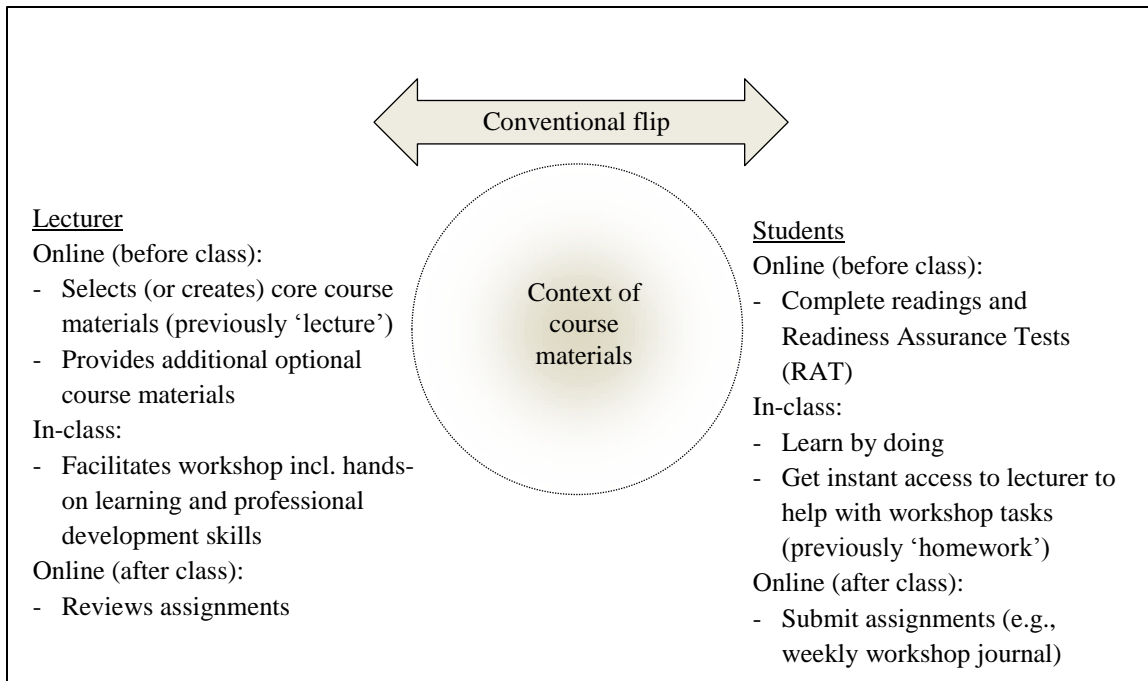 Conventional flip
Lecturer
Online (before class):
- Selects (or creates) core course
materials (previously ‘lecture’)
- Provides additional optional
course materials
In-class:
- Facilitates workshop incl. hands-
on learning and professional
development skills
Online (after class):
- Reviews assignments
Context of
course
materials
Students
Online (before class):
- Complete readings and
Readiness Assurance Tests
(RAT)
In-class:
- Learn by doing
- Get instant access to lecturer to
help with workshop tasks
(previously ‘homework’)
Online (after class):
- Submit assignments (e.g.,
weekly workshop journal)